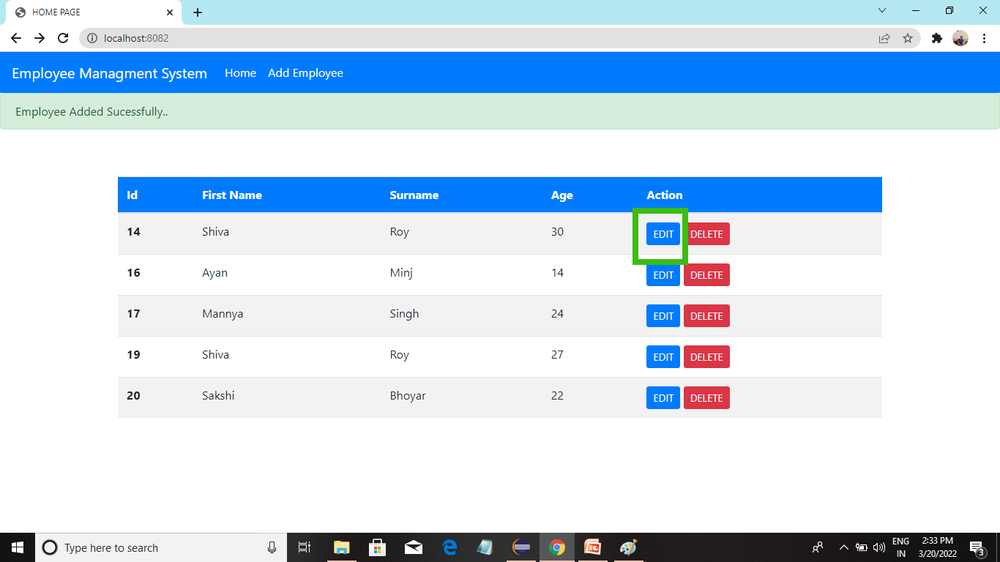 HOME PAGE
localhost:8082
Employee Managment System Home Add Employee
Employee Added Sucessfully..
Id First Name Surname Age Action
14 Shiva Roy 30 EDIT DELETE
16 Ayan Minj 14 EDIT DELETE
17 Mannya Singh 24 EDIT DELETE
19 Shiva Roy 27 EDIT DELETE
20 Sakshi Bhoyar 22 EDIT DELETE
Type here to search
ENG
IN
2:33 PM
3/20/2022
3